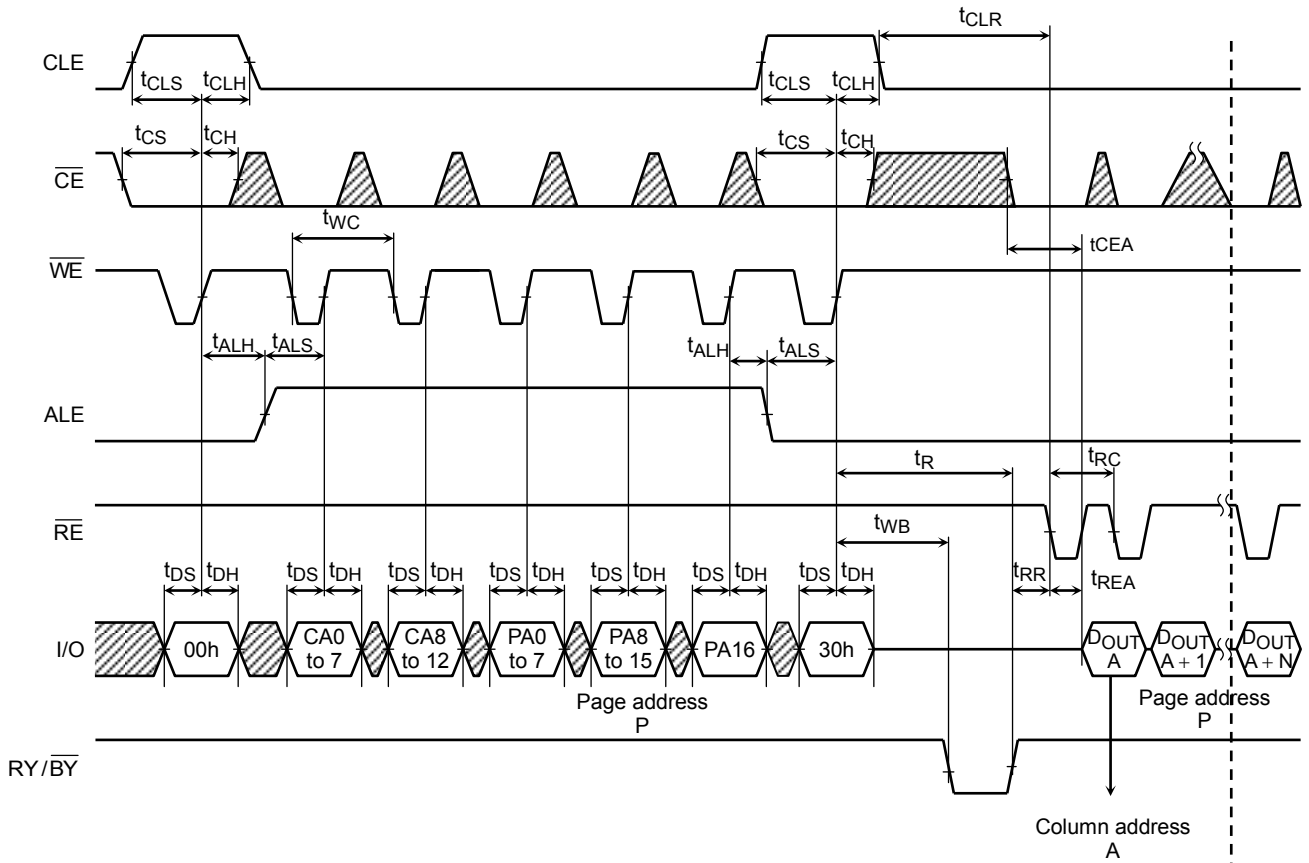 tCLR
CLE
tCLS tCLH tCLS tCLH
tCS tCH tCS tCH
CE
tWC
tCEA
WE
tALH tALS tALH tALS
ALE
tR tRC
RE
tWB
tDS tDH tDS tDH tDS tDH tDS tDH tDS tDH tDS tDH tDS tDH tRR tREA
I/O
00h
CA0 to 7
CA8 to 12
PA0 to 7
PA8 to 15
PA16
30h
DOUT A
DOUT A + 1
DOUT A + N
Page address
P
Page address
P
RY/BY
Column address
A